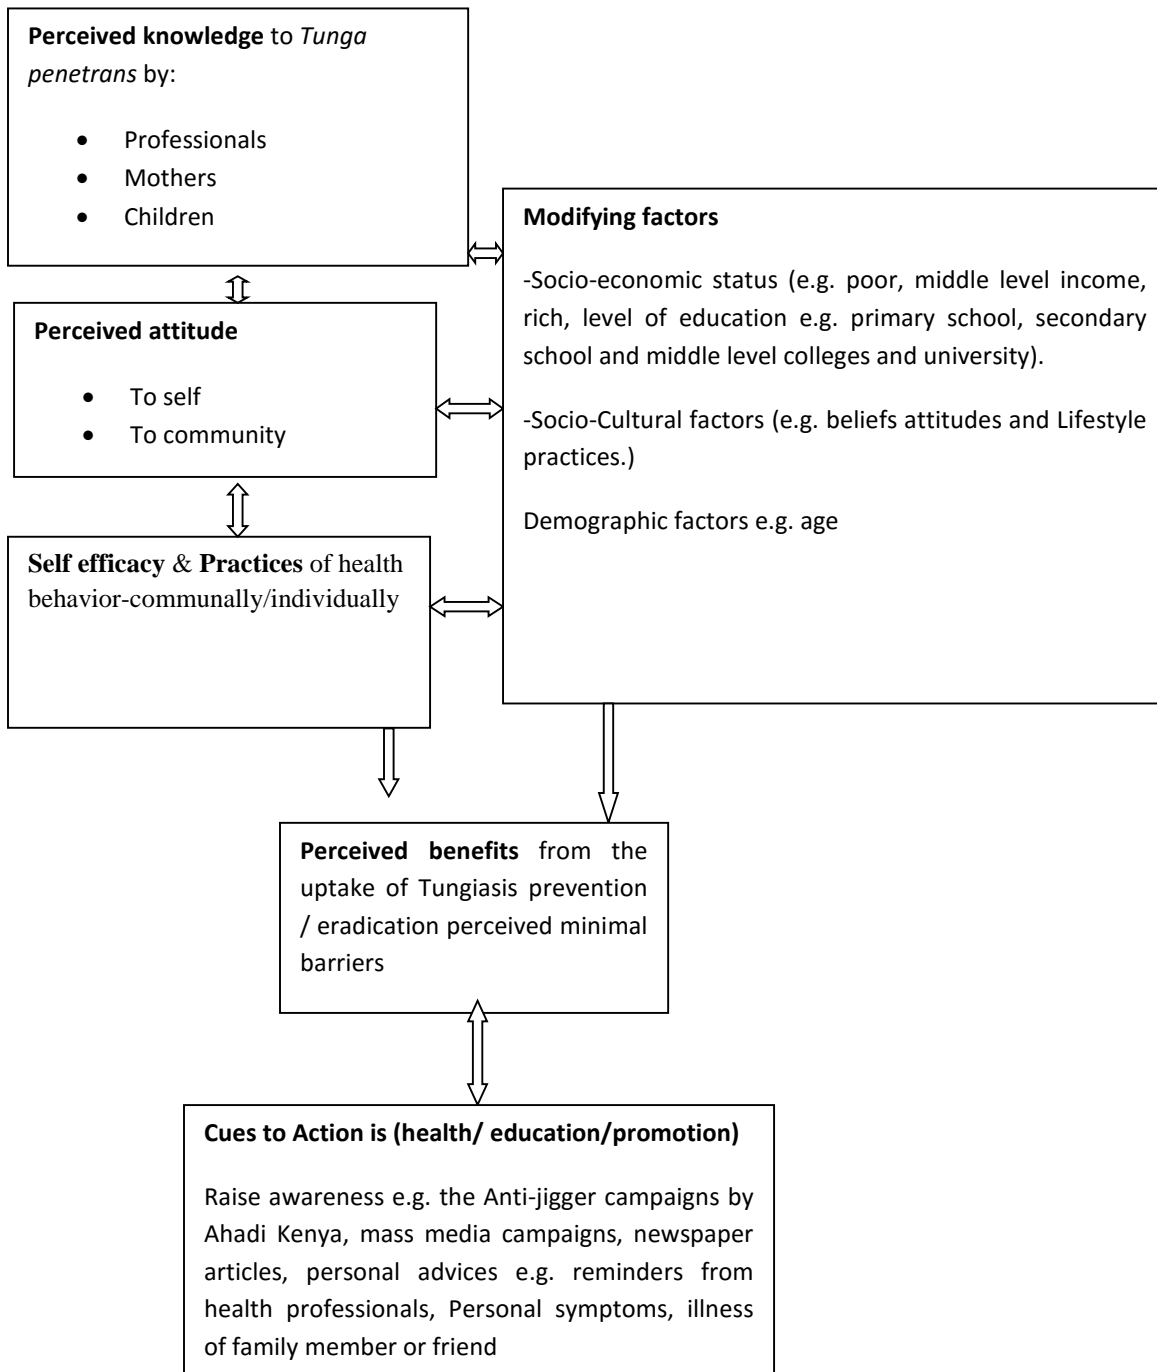 Perceived knowledge to Tunga
penetrans by:
• Professionals
• Mothers
• Children
Modifying factors
-Socio-economic status (e.g. poor, middle level income,
rich, level of education e.g. primary school, secondary
school and middle level colleges and university).
-Socio-Cultural factors (e.g. beliefs attitudes and Lifestyle
practices.)
Demographic factors e.g. age
Perceived attitude
• To self
• To community
Self efficacy & Practices of health
behavior-communally/individually
Perceived benefits from the
uptake of Tungiasis prevention
/ eradication perceived minimal
barriers
Cues to Action is (health/ education/promotion)
Raise awareness e.g. the Anti-jigger campaigns by
Ahadi Kenya, mass media campaigns, newspaper
articles, personal advices e.g. reminders from
health professionals, Personal symptoms, illness
of family member or friend